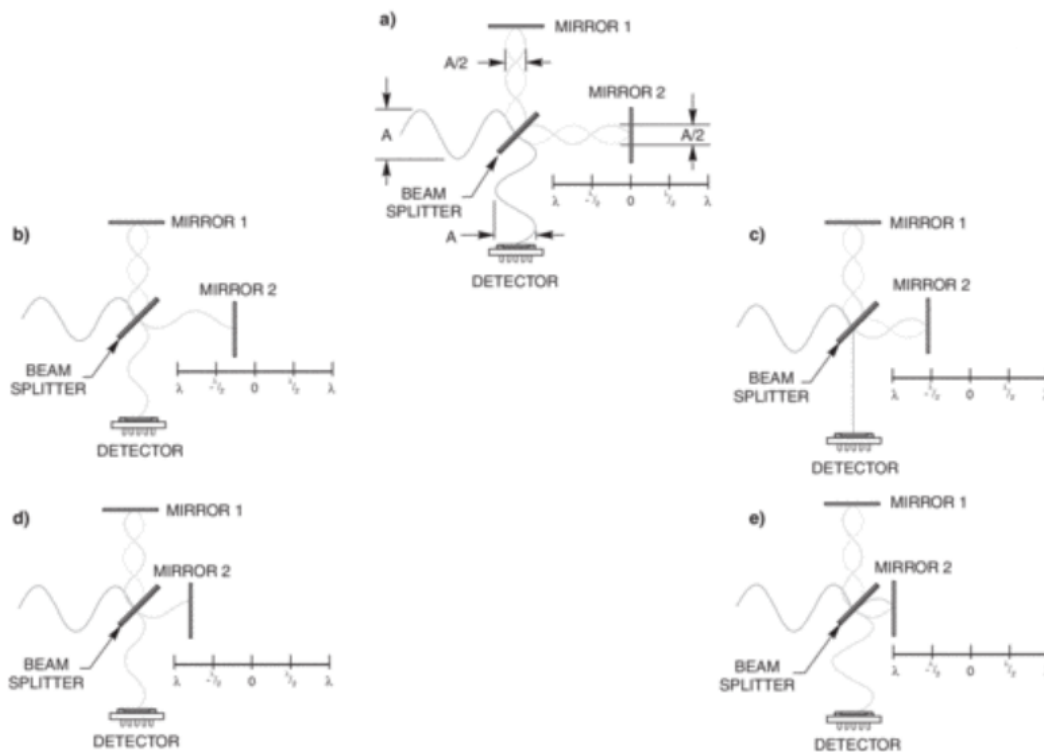 a)
MIRROR 1
A/2
MIRROR 2
A
A/2
BEAM
SPLITTER
λ
0
λ
A
DETECTOR
b)
MIRROR 1
MIRROR 2
BEAM
SPLITTER
λ
0
λ
DETECTOR
c)
MIRROR 1
MIRROR 2
BEAM
SPLITTER
λ
0
λ
DETECTOR
d)
MIRROR 1
MIRROR 2
BEAM
SPLITTER
λ
0
λ
DETECTOR
e)
MIRROR 1
MIRROR 2
BEAM
SPLITTER
λ
0
DETECTOR